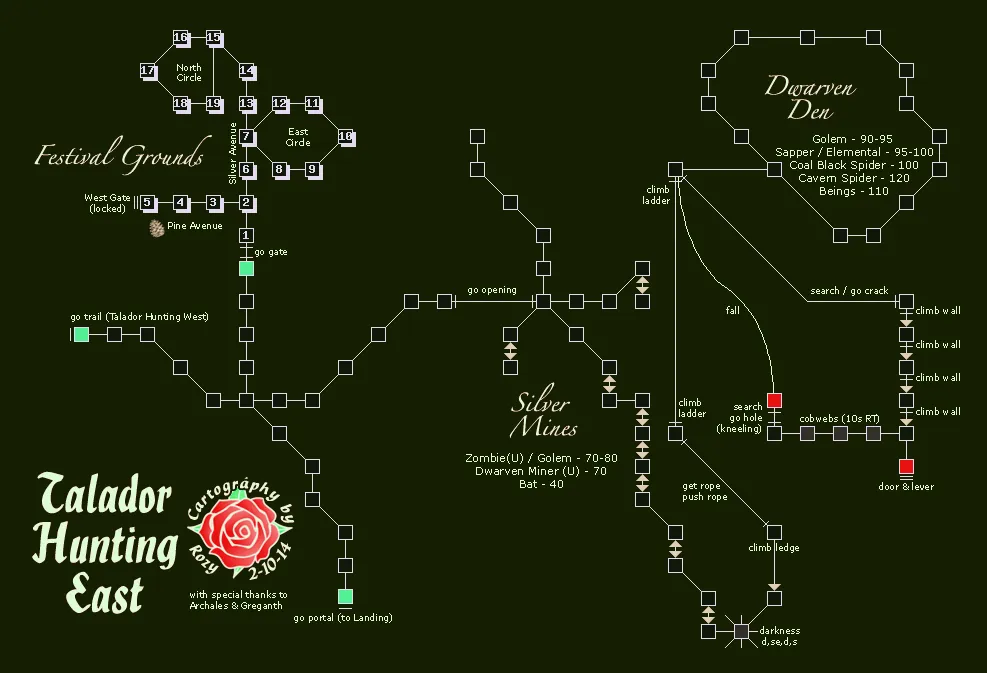 16
15
17
North
Circle
14
18
19
13
12
11
7
East
Circle
10
Silver Avenue
6
8
9
Festival Grounds
West Gate
(locked)
5
4
3
2
Pine Avenue
1
go gate
go trail (Talador Hunting West)
go opening
Dwarven
Den
Golem - 90-95
Sapper / Elemental - 95-100
Coal Black Spider - 100
Cavern Spider - 120
Beings - 110
climb
ladder
search / go crack
fall
climb wall
climb wall
climb wall
climb wall
climb
ladder
search
go hole
(kneeling)
cobwebs (10s RT)
door & lever
Silver
Mines
Zombie(U) / Golem - 70-80
Dwarven Miner (U) - 70
Bat - 40
get rope
push rope
climb ledge
darkness
d,se,d,s
Talador
Hunting
East
Cartography by
Rozy 2-10-14
with special thanks to
Archales & Greganth
go portal (to Landing)